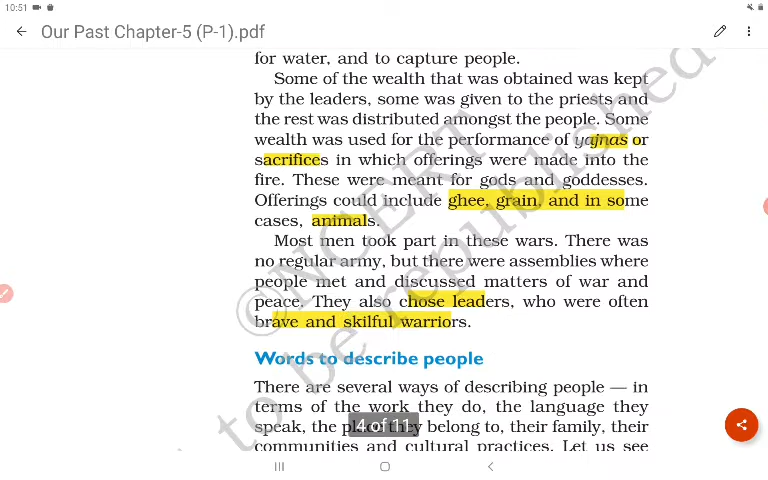 10:51
Our Past Chapter-5 (P-1).pdf
for water, and to capture people.
Some of the wealth that was obtained was kept
by the leaders, some was given to the priests and
the rest was distributed amongst the people. Some
wealth was used for the performance of yajnas or
sacrifices in which offerings were made into the
fire. These were meant for gods and goddesses.
Offerings could include ghee, grain, and in some
cases, animals.
Most men took part in these wars. There was
no regular army, but there were assemblies where
people met and discussed matters of war and
peace. They also chose leaders, who were often
brave and skilful warriors.
Words to describe people
There are several ways of describing people — in
terms of the work they do, the language they
speak, the place they belong to, their family, their
communities and cultural practices. Let us see
4 of 11
©NCERT
to be republished